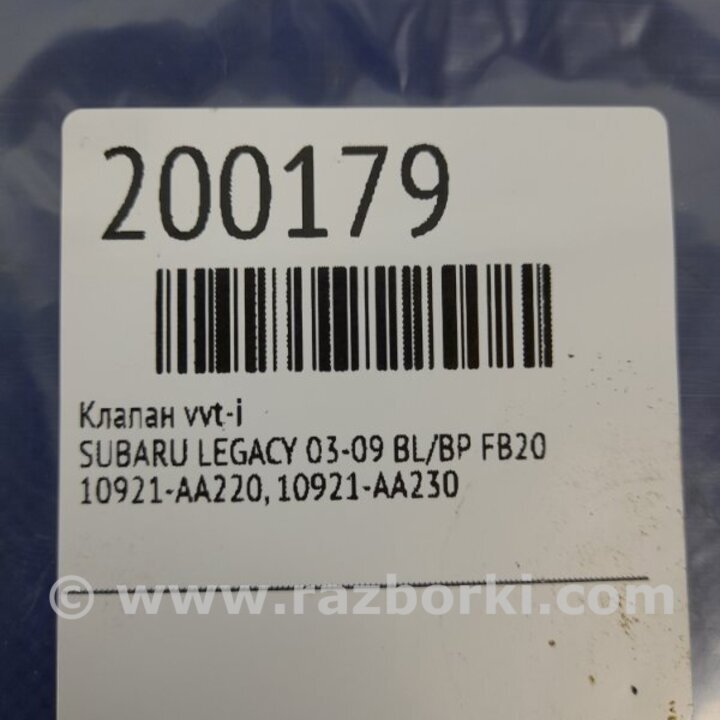 200179
Клапан vvt-i
SUBARU LEGACY 03-09 BL/BP FB20
10921-AA220, 10921-AA230
© www.razborki.com